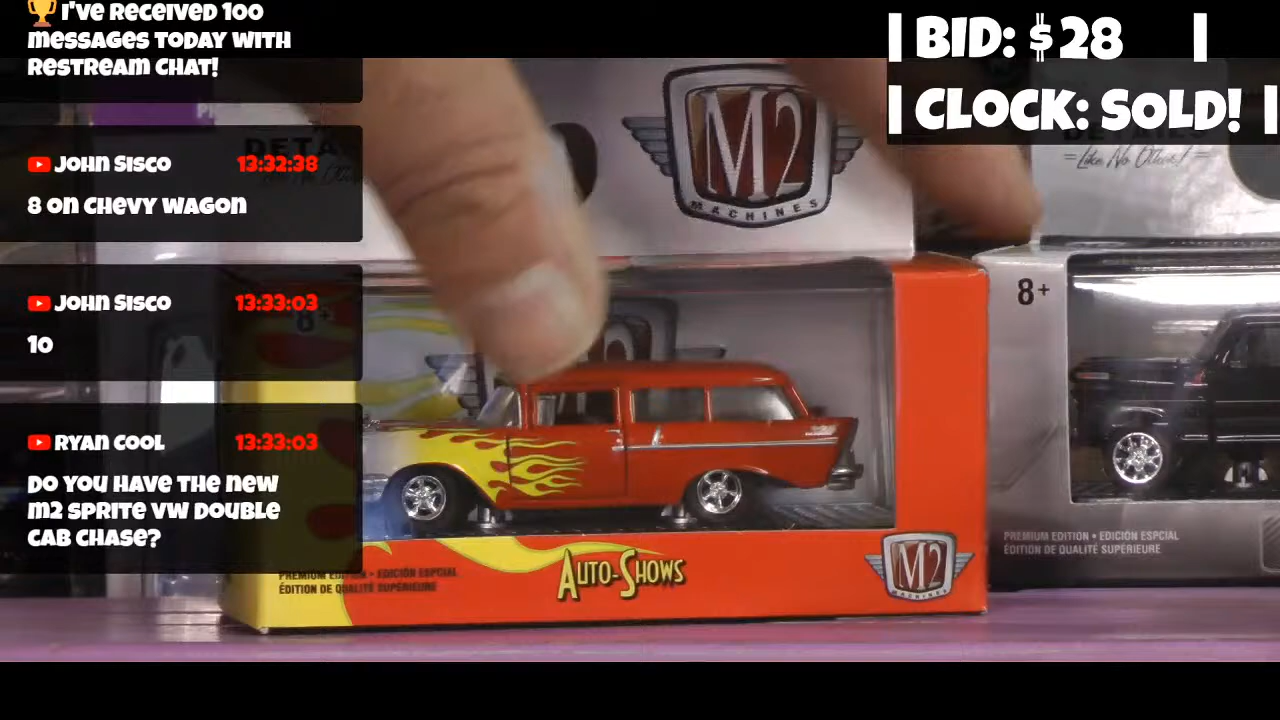 🏆 I've received 100
messages today with
Restream Chat!
John Sisco 13:32:38
8 on chevy wagon
John Sisco 13:33:03
10
Ryan Cool 13:33:03
Do you have the new
m2 sprite vw double
cab chase?
| BID: $28 |
| CLOCK: SOLD! |
DETA
Like No Other!
M2
MACHINES
8+
8+
PREMIUM EDITION • EDICIÓN ESPCIAL
ÉDITION DE QUALITÉ SUPÉRIEURE
AUTO-SHOWS
M2
MACHINES
PREMIUM EDITION • EDICIÓN ESPCIAL
ÉDITION DE QUALITÉ SUPÉRIEURE